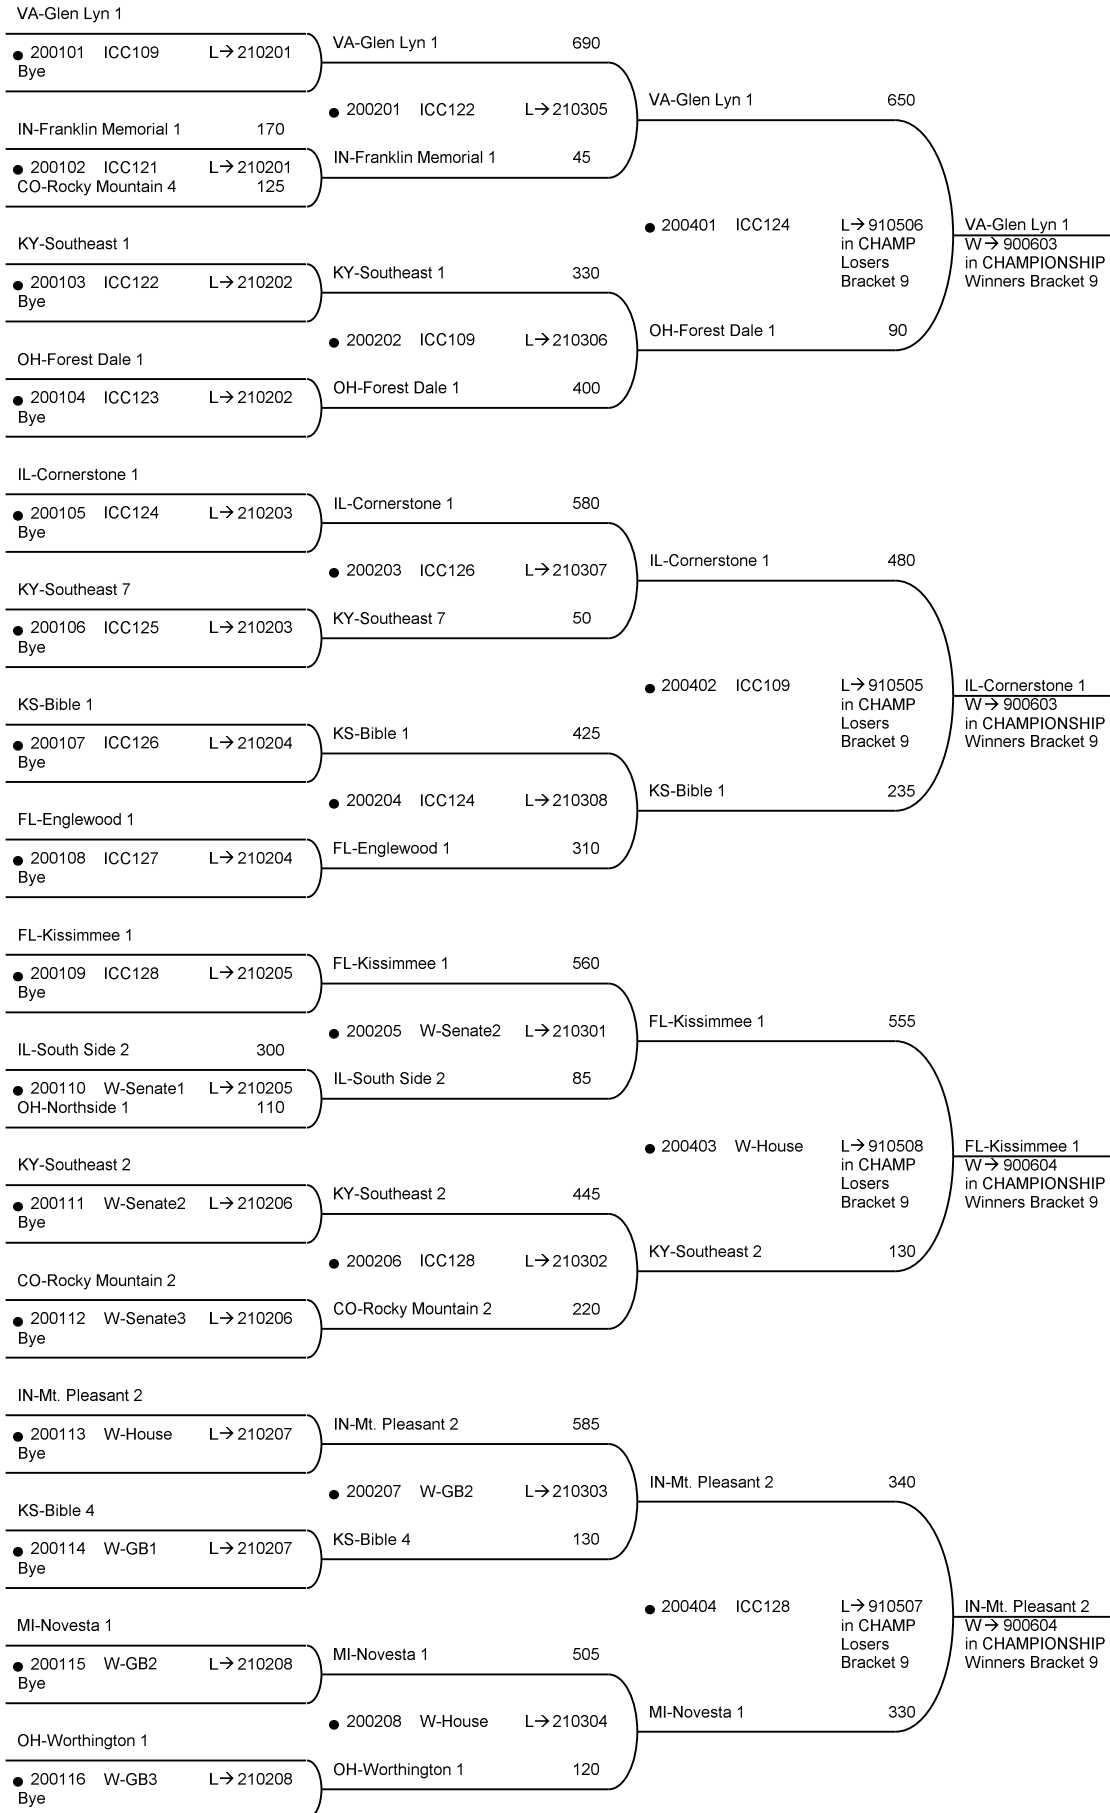 VA-Glen Lyn 1
● 200101 ICC109 L→210201
Bye
IN-Franklin Memorial 1 170
● 200102 ICC121 L→210201
CO-Rocky Mountain 4 125
KY-Southeast 1
● 200103 ICC122 L→210202
Bye
OH-Forest Dale 1
● 200104 ICC123 L→210202
Bye
IL-Cornerstone 1
● 200105 ICC124 L→210203
Bye
KY-Southeast 7
● 200106 ICC125 L→210203
Bye
KS-Bible 1
● 200107 ICC126 L→210204
Bye
FL-Englewood 1
● 200108 ICC127 L→210204
Bye
FL-Kissimmee 1
● 200109 ICC128 L→210205
Bye
IL-South Side 2 300
● 200110 W-Senate1 L→210205
OH-Northside 1 110
KY-Southeast 2
● 200111 W-Senate2 L→210206
Bye
CO-Rocky Mountain 2
● 200112 W-Senate3 L→210206
Bye
IN-Mt. Pleasant 2
● 200113 W-House L→210207
Bye
KS-Bible 4
● 200114 W-GB1 L→210207
Bye
MI-Novesta 1
● 200115 W-GB2 L→210208
Bye
OH-Worthington 1
● 200116 W-GB3 L→210208
Bye
VA-Glen Lyn 1 690
● 200201 ICC122 L→210305
IN-Franklin Memorial 1 45
KY-Southeast 1 330
● 200202 ICC109 L→210306
OH-Forest Dale 1 400
IL-Cornerstone 1 580
● 200203 ICC126 L→210307
KY-Southeast 7 50
KS-Bible 1 425
● 200204 ICC124 L→210308
FL-Englewood 1 310
FL-Kissimmee 1 560
● 200205 W-Senate2 L→210301
IL-South Side 2 85
KY-Southeast 2 445
● 200206 ICC128 L→210302
CO-Rocky Mountain 2 220
IN-Mt. Pleasant 2 585
● 200207 W-GB2 L→210303
KS-Bible 4 130
MI-Novesta 1 505
● 200208 W-House L→210304
OH-Worthington 1 120
VA-Glen Lyn 1 650
● 200401 ICC124 L→910506
in CHAMP
Losers
Bracket 9
OH-Forest Dale 1 90
IL-Cornerstone 1 480
● 200402 ICC109 L→910505
in CHAMP
Losers
Bracket 9
KS-Bible 1 235
FL-Kissimmee 1 555
● 200403 W-House L→910508
in CHAMP
Losers
Bracket 9
KY-Southeast 2 130
IN-Mt. Pleasant 2 340
● 200404 ICC128 L→910507
in CHAMP
Losers
Bracket 9
MI-Novesta 1 330
VA-Glen Lyn 1
W→900603
in CHAMPIONSHIP
Winners Bracket 9
IL-Cornerstone 1
W→900603
in CHAMPIONSHIP
Winners Bracket 9
FL-Kissimmee 1
W→900604
in CHAMPIONSHIP
Winners Bracket 9
IN-Mt. Pleasant 2
W→900604
in CHAMPIONSHIP
Winners Bracket 9